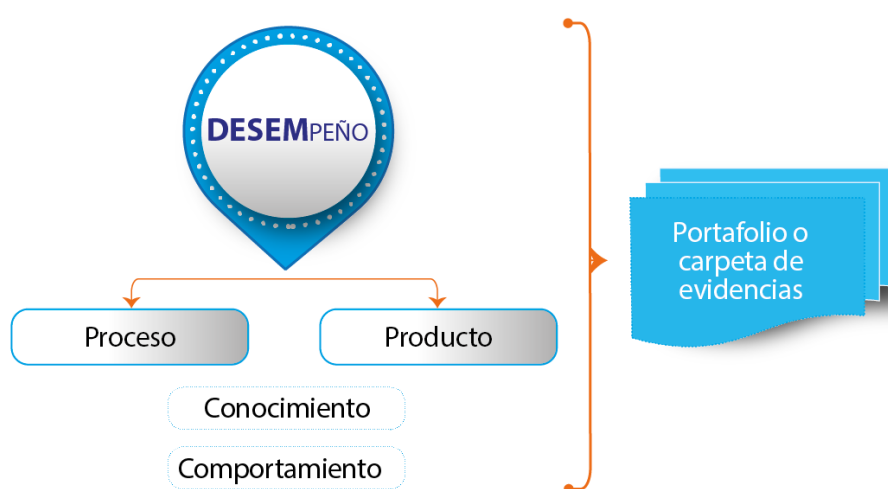 DESEMPEÑO
Proceso
Producto
Conocimiento
Comportamiento
Portafolio o
carpeta de
evidencias